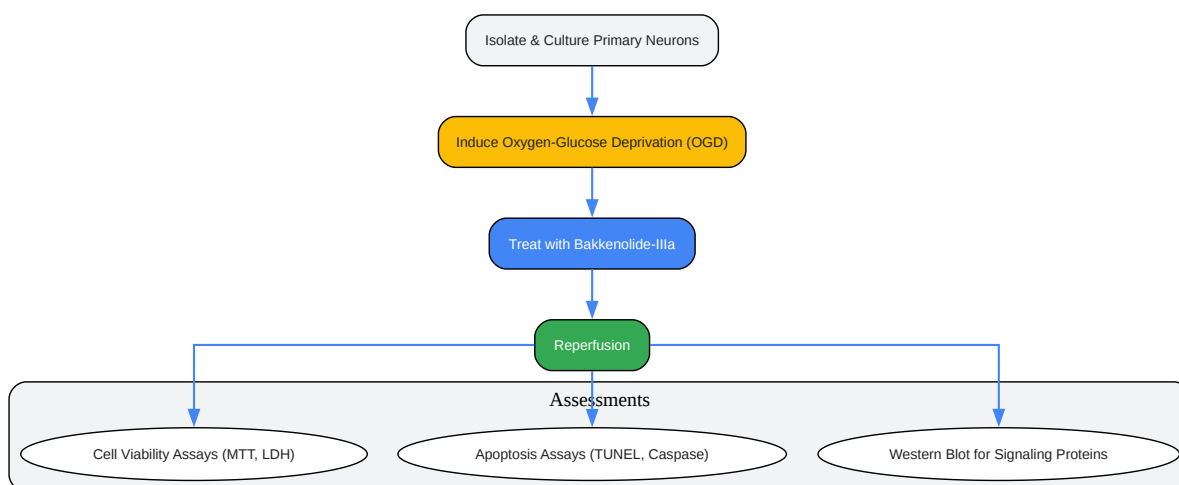 Isolate & Culture Primary Neurons
Induce Oxygen-Glucose Deprivation (OGD)
Treat with Bakkenolide-IIIa
Reperfusion
Assessments
Cell Viability Assays (MTT, LDH)
Apoptosis Assays (TUNEL, Caspase)
Western Blot for Signaling Proteins